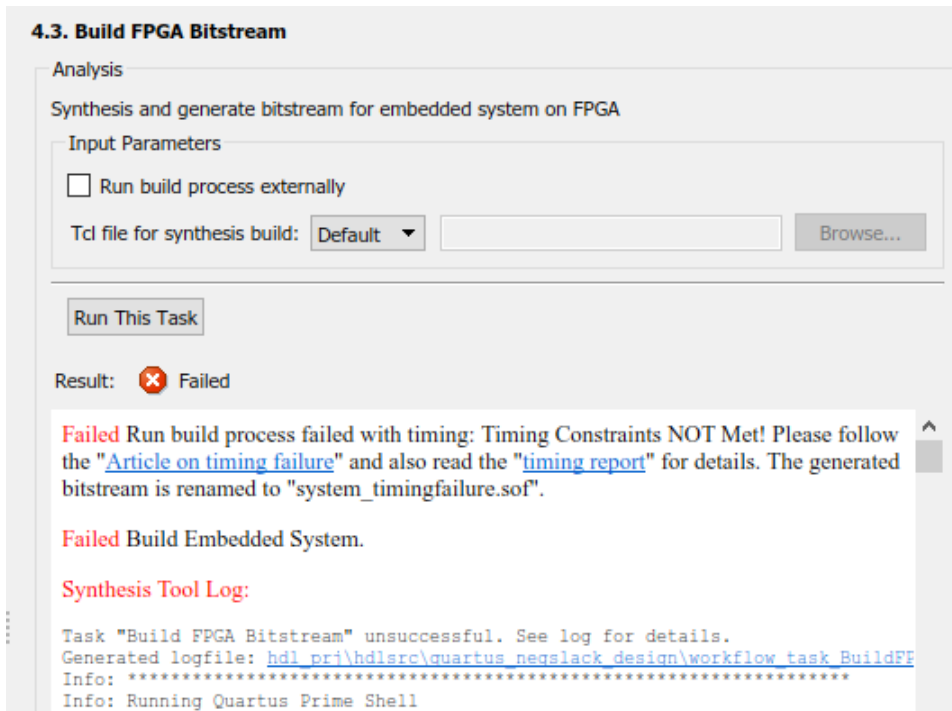 4.3. Build FPGA Bitstream
Analysis
Synthesis and generate bitstream for embedded system on FPGA
Input Parameters
Run build process externally
Tcl file for synthesis build: Default Browse...
Run This Task
Result: Failed
Failed Run build process failed with timing: Timing Constraints NOT Met! Please follow
the "Article on timing failure" and also read the "timing report" for details. The generated
bitstream is renamed to "system_timingfailure.sof".
Failed Build Embedded System.
Synthesis Tool Log:
Task "Build FPGA Bitstream" unsuccessful. See log for details.
Generated logfile: hdl_prj\hdlsrc\quartus_negslack_design\workflow_task_BuildFP
Info: *******************************************************************
Info: Running Quartus Prime Shell